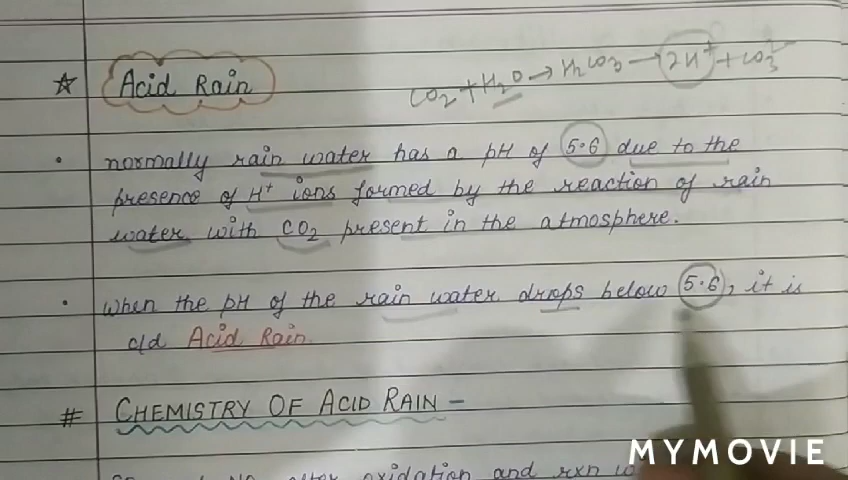 ☆ Acid Rain
CO2 + H2O → H2CO3 → 2H+ + CO3 2-
• normally rain water has a pH of 5.6 due to the
presence of H+ ions formed by the reaction of rain
water with CO2 present in the atmosphere.
• when the pH of the rain water drops below 5.6, it is
c/d Acid Rain.
# CHEMISTRY OF ACID RAIN –
after oxidation and rxn
MYMOVIE